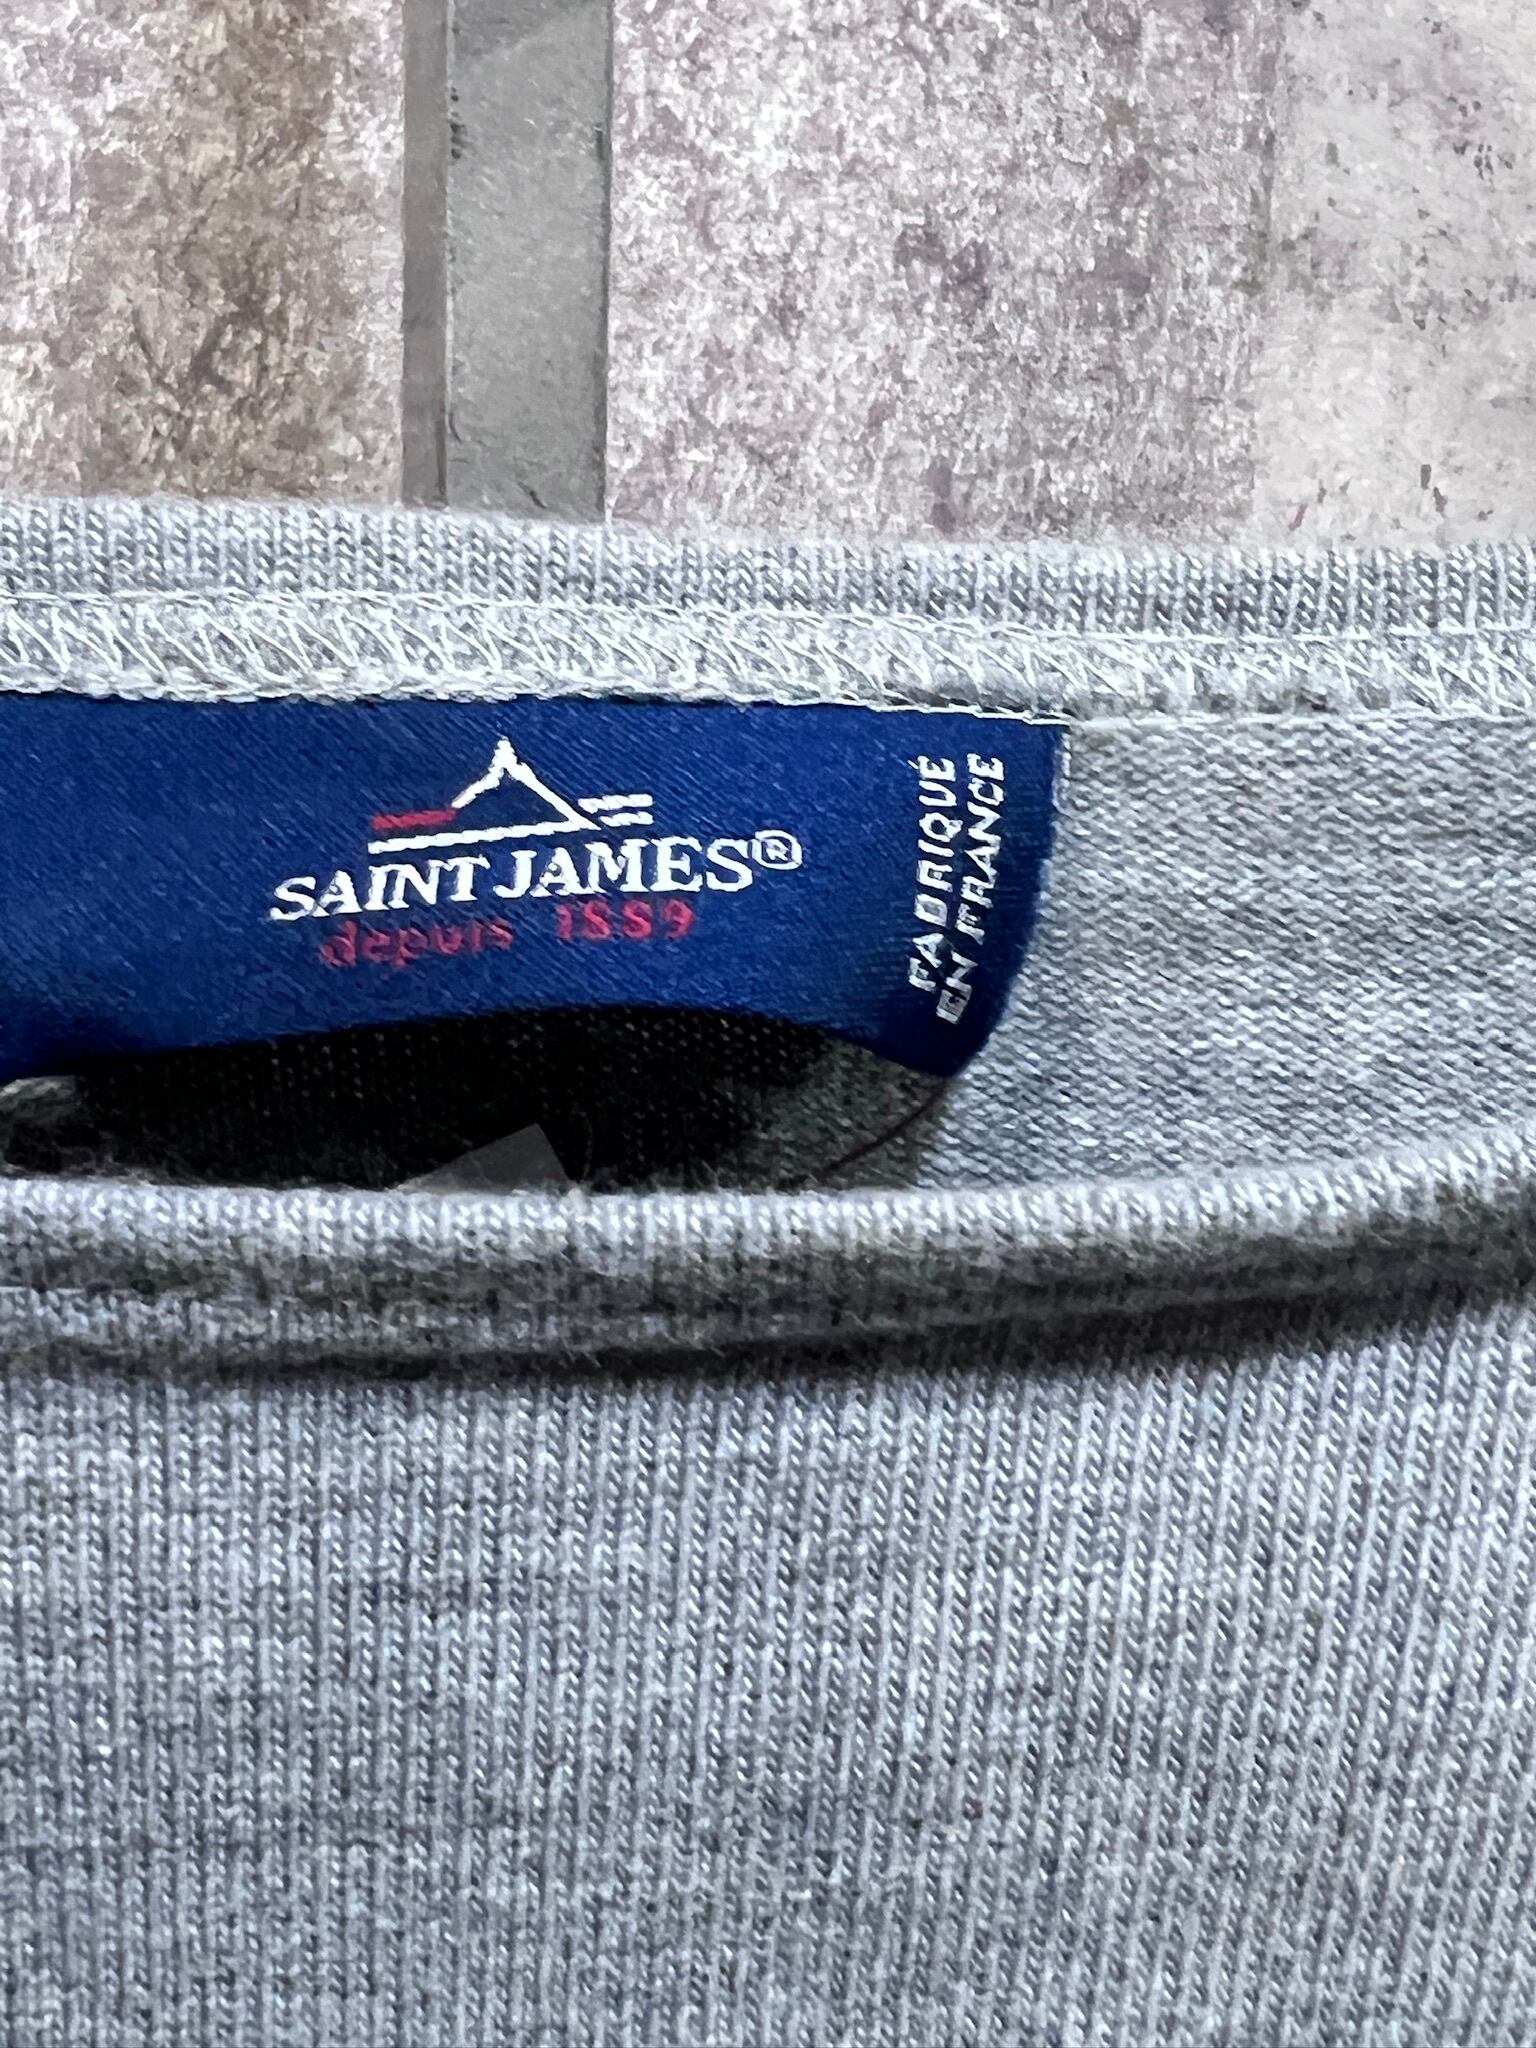 SAINT JAMES®
depuis 1889
FABRIQUÉ
EN FRANCE